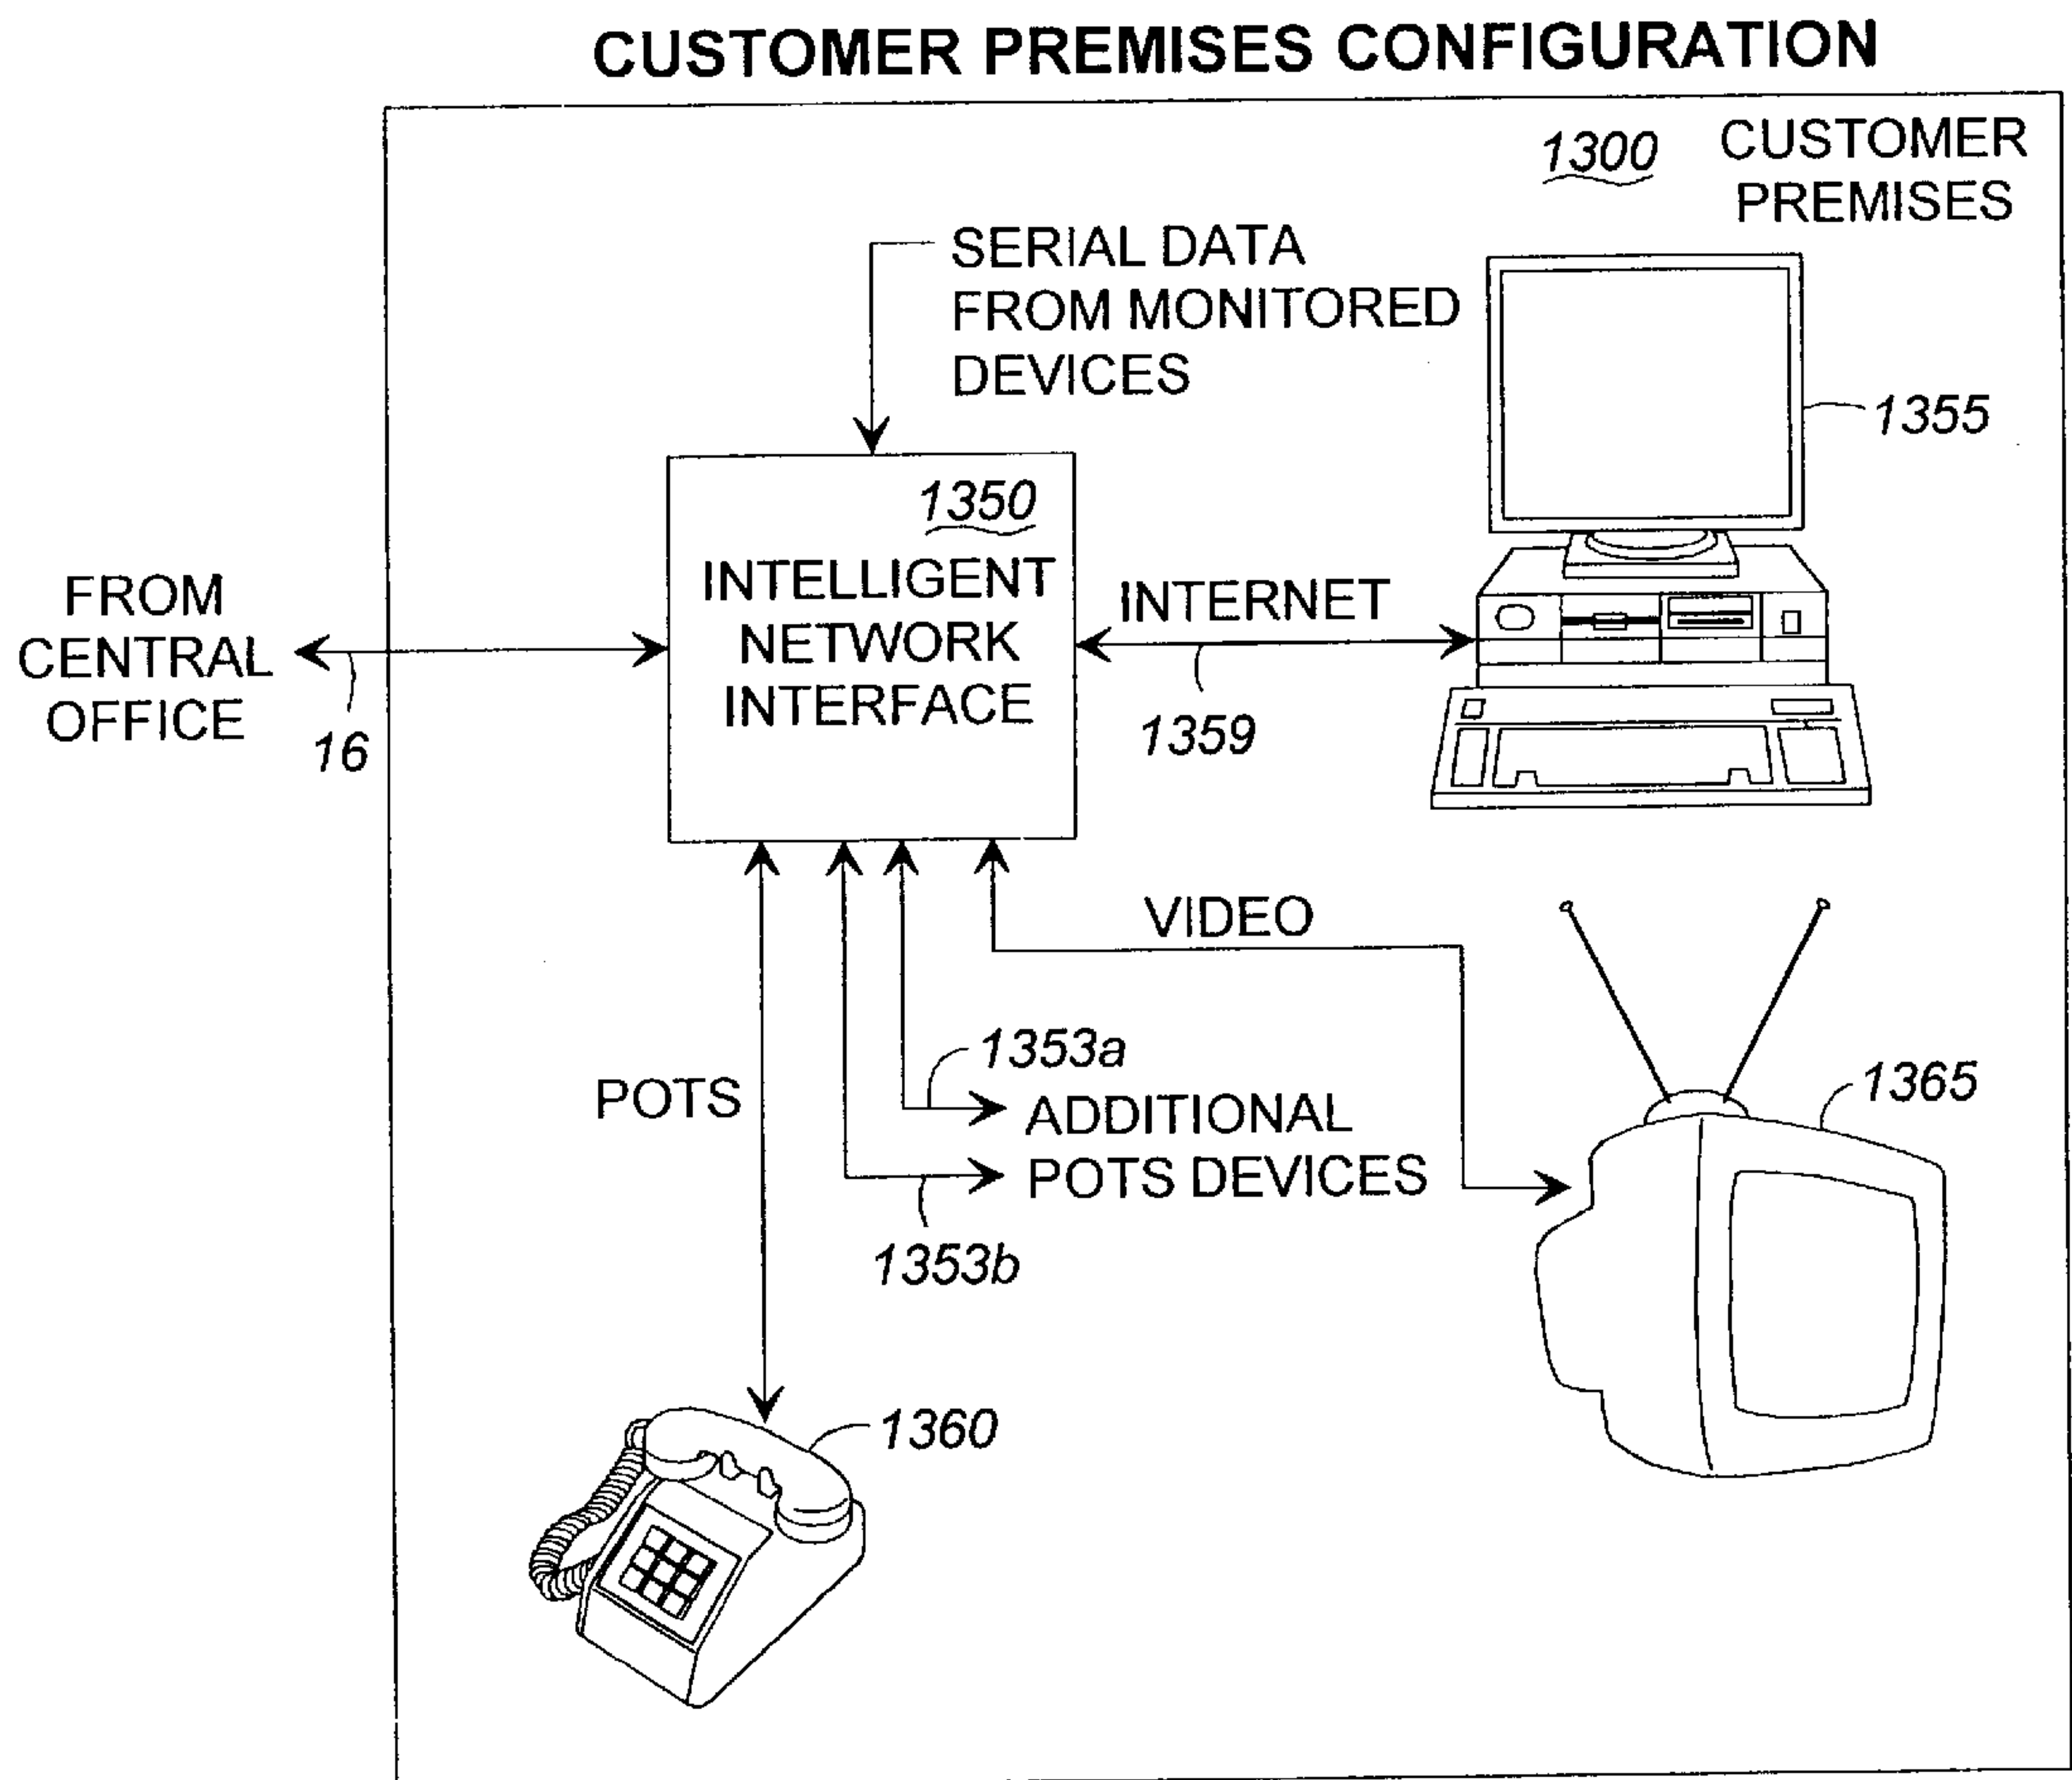 CUSTOMER PREMISES CONFIGURATION
1300
CUSTOMER
PREMISES
SERIAL DATA
FROM MONITORED
DEVICES
1355
1350
INTELLIGENT
NETWORK
INTERFACE
FROM
CENTRAL
OFFICE
16
INTERNET
1359
VIDEO
POTS
1353a
ADDITIONAL
POTS DEVICES
1353b
1365
1360